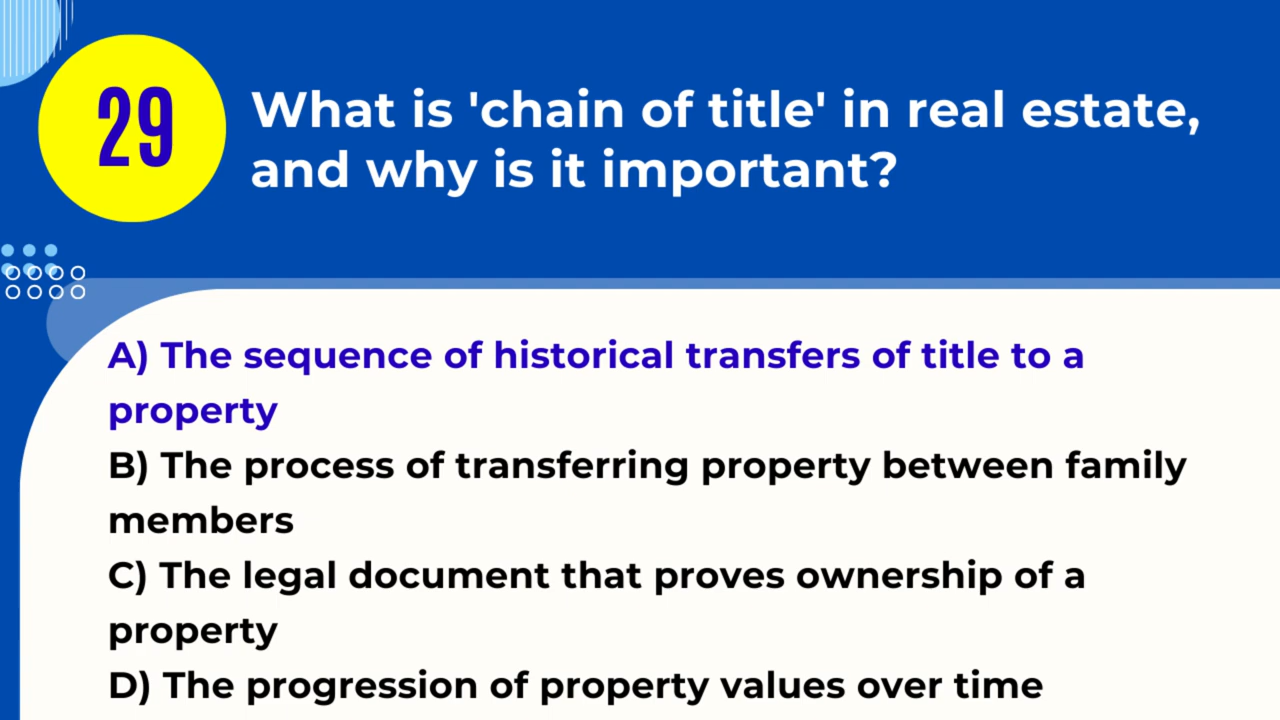 29
What is 'chain of title' in real estate,
and why is it important?
A) The sequence of historical transfers of title to a
property
B) The process of transferring property between family
members
C) The legal document that proves ownership of a
property
D) The progression of property values over time